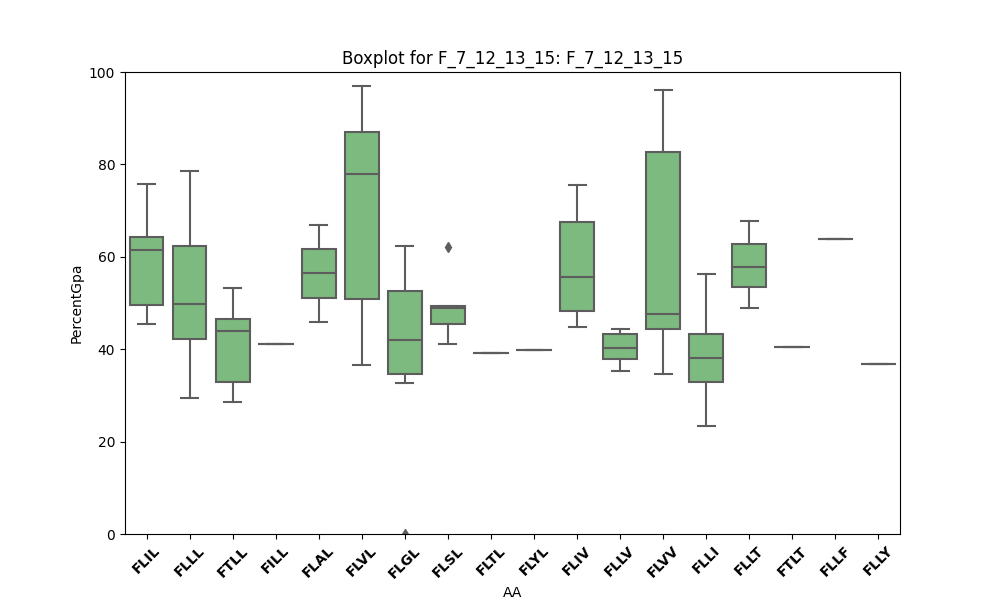 Boxplot for F_7_12_13_15: F_7_12_13_15
PercentGpa
100
80
60
40
20
0
FLIL FLLL FTLL FILL FLAL FLVL FLGL FLSL FLTL FLYL FLIV FLLV FLVV FLLI FLLT FTLT FLLF FLLY
AA